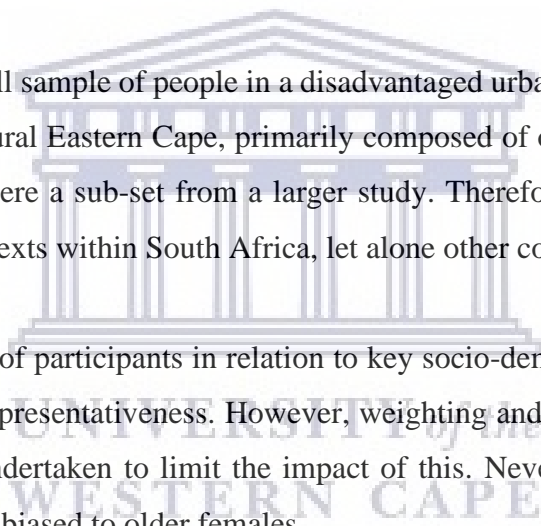 ll sample of people in a disadvantaged urba
ural Eastern Cape, primarily composed of
ere a sub-set from a larger study. Therefo
exts within South Africa, let alone other co
of participants in relation to key socio-der
presentativeness. However, weighting and
UNIVERSITY of the
ndertaken to limit the impact of this. Neve
WESTERN CAPE
biased to older females